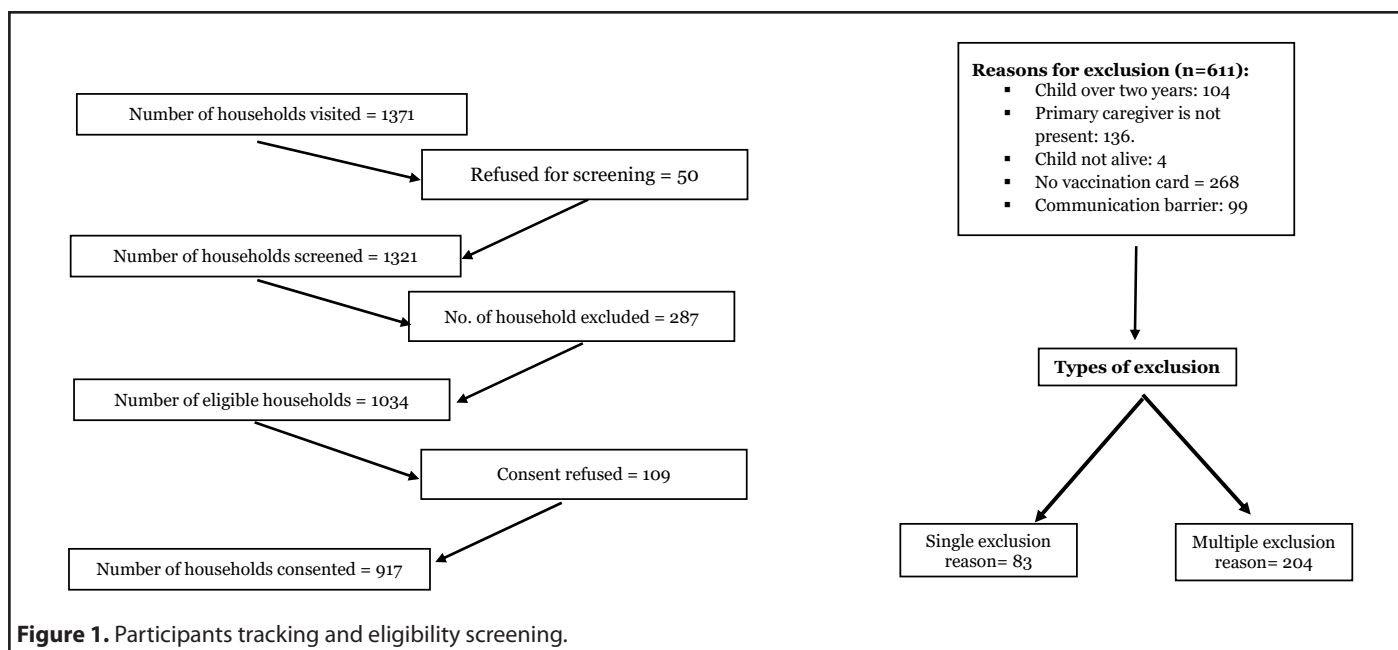 Number of households visited = 1371
Refused for screening = 50
Number of households screened = 1321
No. of household excluded = 287
Number of eligible households = 1034
Consent refused = 109
Number of households consented = 917
Reasons for exclusion (n=611):
▪ Child over two years: 104
▪ Primary caregiver is not
present: 136.
▪ Child not alive: 4
▪ No vaccination card = 268
▪ Communication barrier: 99
Types of exclusion
Single exclusion
reason= 83
Multiple exclusion
reason= 204
Figure 1. Participants tracking and eligibility screening.